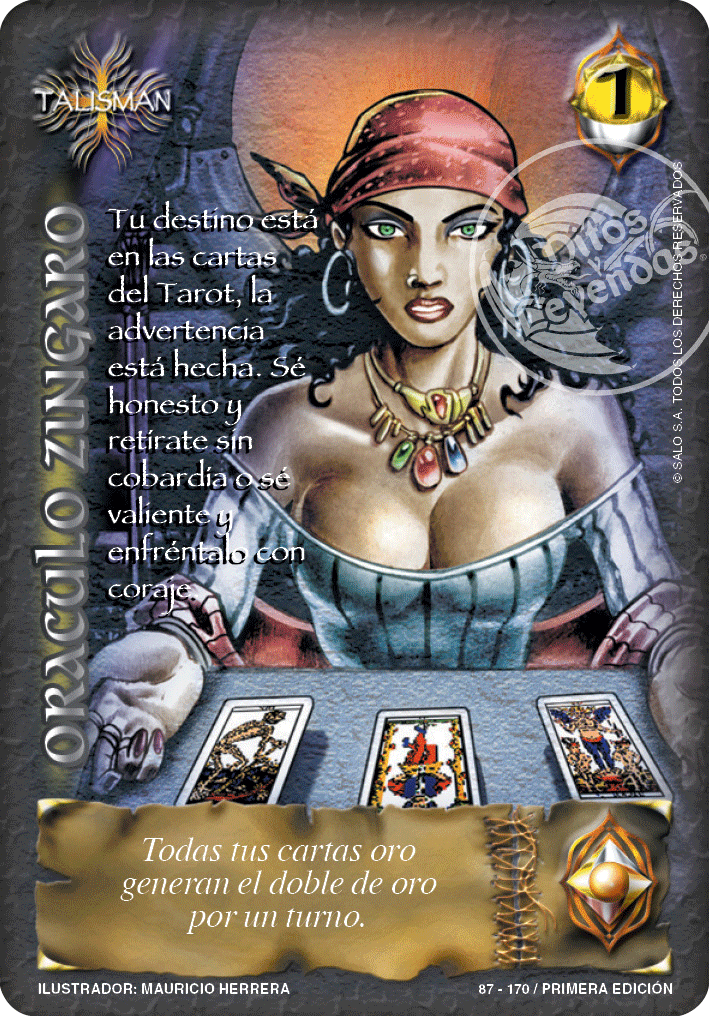 TALISMAN
1
ORACULO ZINGARO
Tu destino está
en las cartas
del Tarot, la
advertencia
está hecha. Sé
honesto y
retírate sin
cobardía o sé
valiente y
enfréntalo con
coraje.
Mitos
y
Leyendas
®
© SALO S.A. TODOS LOS DERECHOS RESERVADOS
Todas tus cartas oro
generan el doble de oro
por un turno.
ILUSTRADOR: MAURICIO HERRERA
87 - 170 / PRIMERA EDICIÓN